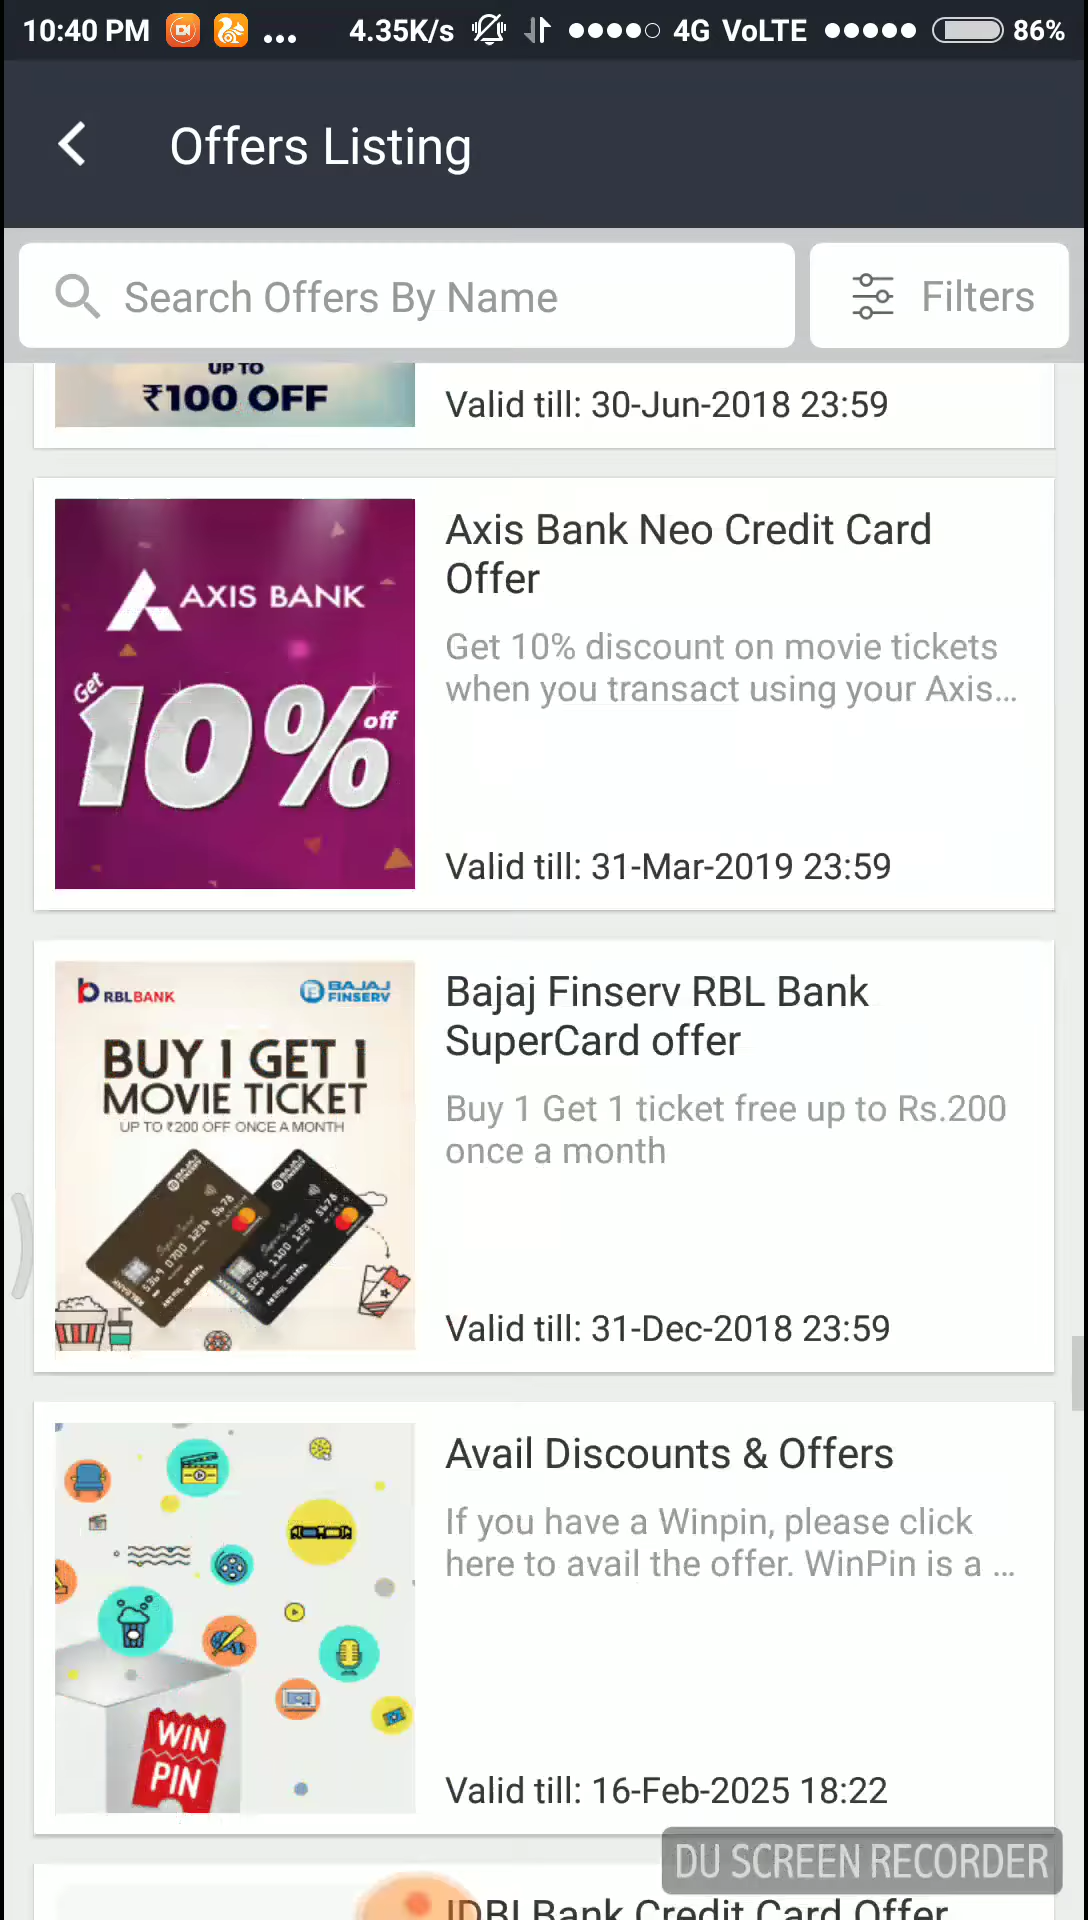 10:40 PM ... 4.35K/s 4G VoLTE 86%
Offers Listing
Search Offers By Name
Filters
UP TO
₹100 OFF
Valid till: 30-Jun-2018 23:59
AXIS BANK
Get
10%
off
Axis Bank Neo Credit Card
Offer
Get 10% discount on movie tickets
when you transact using your Axis...
Valid till: 31-Mar-2019 23:59
RBLBANK
BAJAJ
FINSERV
BUY 1 GET 1
MOVIE TICKET
UP TO ₹200 OFF ONCE A MONTH
Bajaj Finserv RBL Bank
SuperCard offer
Buy 1 Get 1 ticket free up to Rs.200
once a month
Valid till: 31-Dec-2018 23:59
WIN
PIN
Avail Discounts & Offers
If you have a Winpin, please click
here to avail the offer. WinPin is a ...
Valid till: 16-Feb-2025 18:22
DU SCREEN RECORDER
IDBI Bank Credit Card Offer